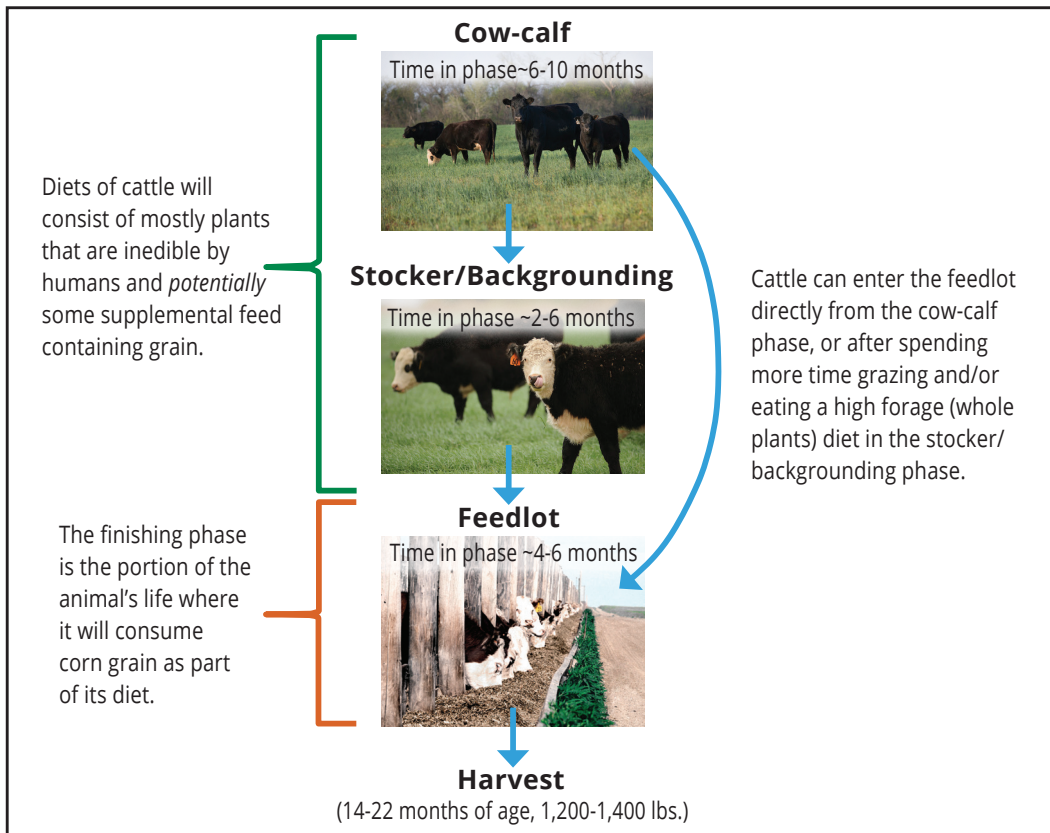 Cow-calf
Time in phase~6-10 months
Diets of cattle will
consist of mostly plants
that are inedible by
humans and potentially
some supplemental feed
containing grain.
Stocker/Backgrounding
Time in phase ~2-6 months
Cattle can enter the feedlot
directly from the cow-calf
phase, or after spending
more time grazing and/or
eating a high forage (whole
plants) diet in the stocker/
backgrounding phase.
Feedlot
Time in phase ~4-6 months
The finishing phase
is the portion of the
animal's life where
it will consume
corn grain as part
of its diet.
Harvest
(14-22 months of age, 1,200-1,400 lbs.)